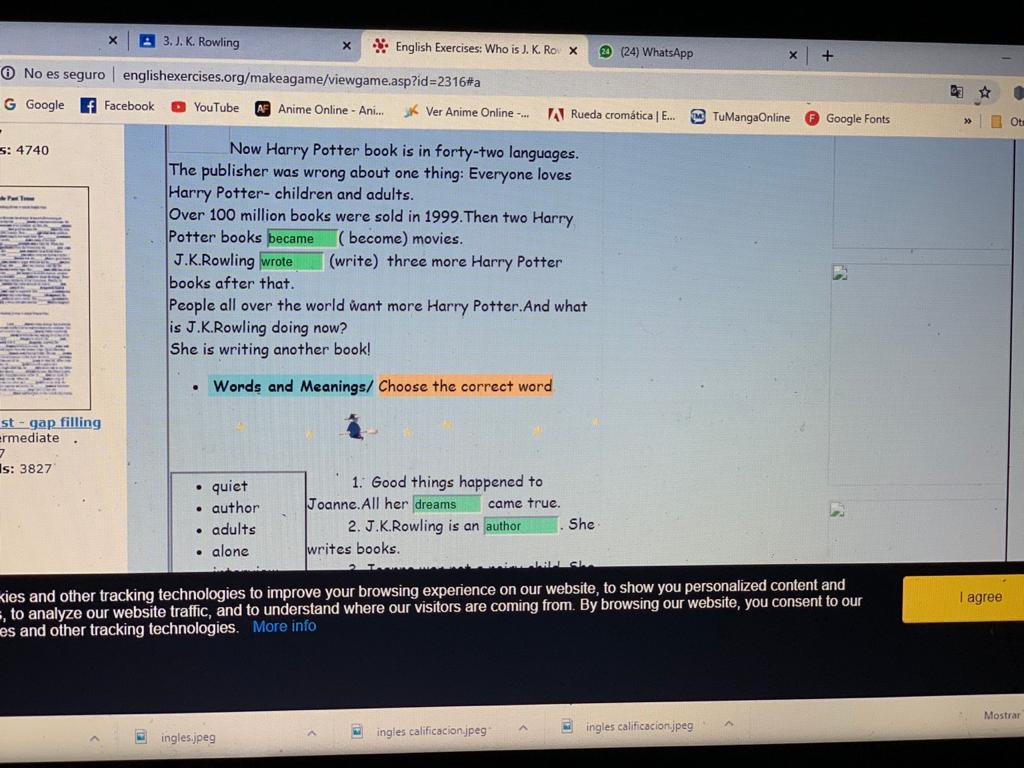 3. J. K. Rowling
English Exercises: Who is J. K. Ro
(24) WhatsApp
No es seguro
englishexercises.org/makeagame/viewgame.asp?id=2316#a
Google
Facebook
YouTube
Anime Online - Ani...
Ver Anime Online -...
Rueda cromática | E...
TuMangaOnline
Google Fonts
»
s: 4740
st - gap filling
ermediate
7
ls: 3827
Now Harry Potter book is in forty-two languages.
The publisher was wrong about one thing: Everyone loves
Harry Potter- children and adults.
Over 100 million books were sold in 1999.Then two Harry
Potter books became ( become) movies.
J.K.Rowling wrote (write) three more Harry Potter
books after that.
People all over the world want more Harry Potter.And what
is J.K.Rowling doing now?
She is writing another book!
• Words and Meanings/ Choose the correct word
• quiet
• author
• adults
• alone
1. Good things happened to
Joanne.All her dreams came true.
2. J.K.Rowling is an author . She
writes books.
kies and other tracking technologies to improve your browsing experience on our website, to show you personalized content and
s, to analyze our website traffic, and to understand where our visitors are coming from. By browsing our website, you consent to our
es and other tracking technologies. More info
I agree
ingles.jpeg
ingles calificacion.jpeg
ingles calificacion.jpeg
Mostrar